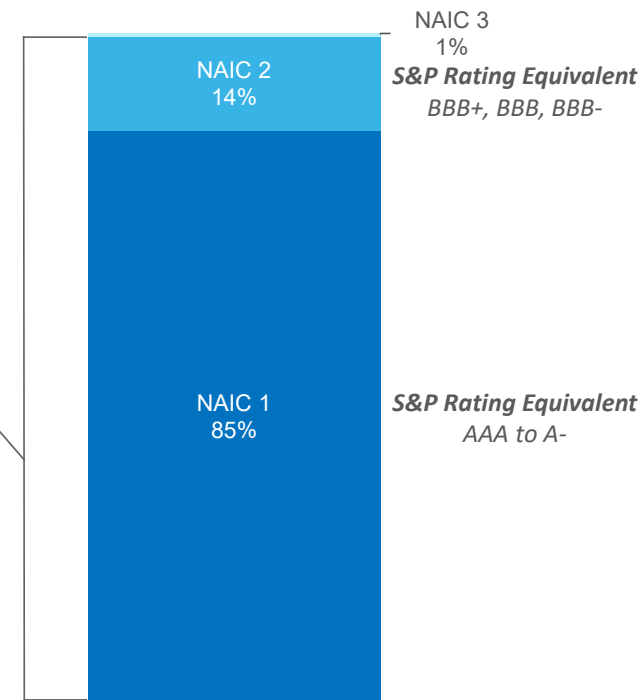 NAIC 3
1%
NAIC 2
14%
S&P Rating Equivalent
BBB+, BBB, BBB-
NAIC 1
85%
S&P Rating Equivalent
AAA to A-